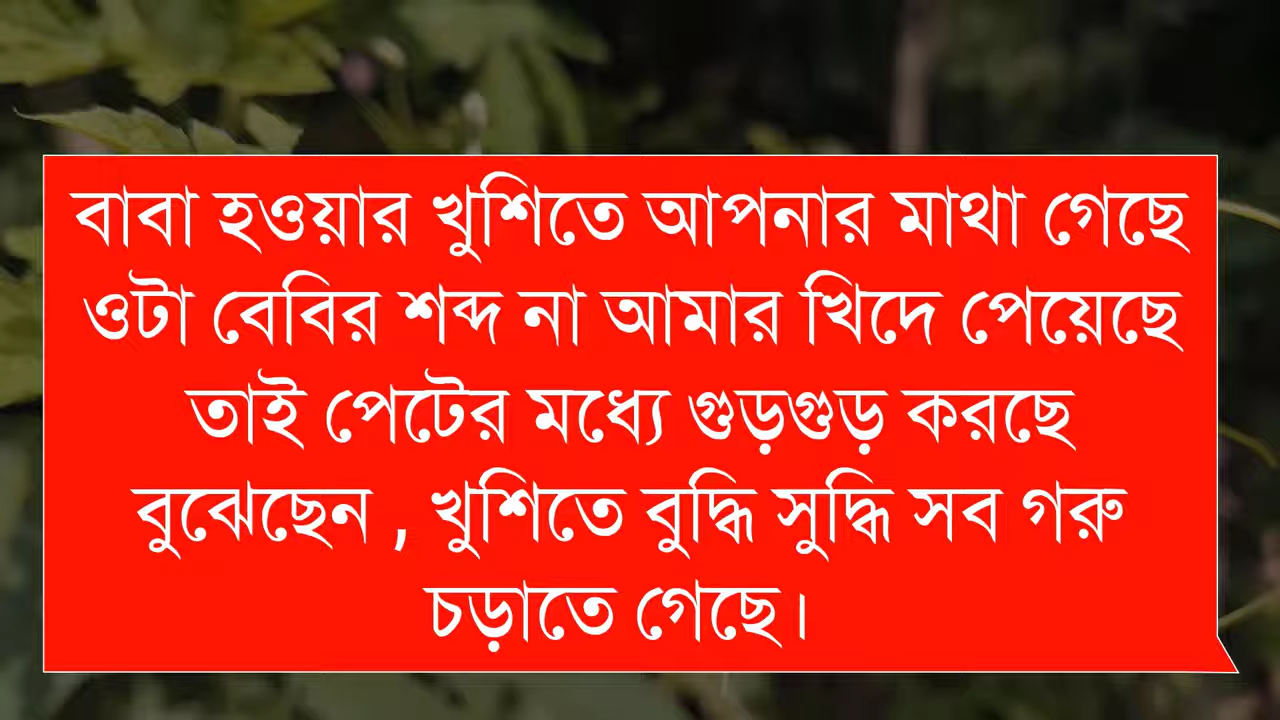 বাবা হওয়ার খুশিতে আপনার মাথা গেছে
ওটা বেবির শব্দ না আমার খিদে পেয়েছে
তাই পেটের মধ্যে গুড়গুড় করছে
বুঝেছেন , খুশিতে বুদ্ধি সুদ্ধি সব গরু
চড়াতে গেছে।